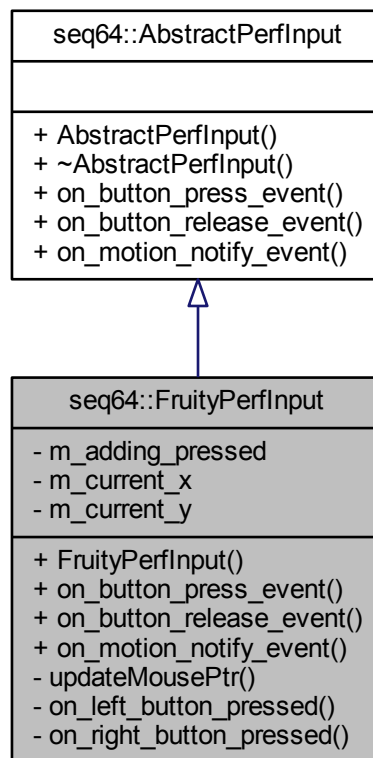 seq64::AbstractPerfInput
+ AbstractPerfInput()
+ ~AbstractPerfInput()
+ on_button_press_event()
+ on_button_release_event()
+ on_motion_notify_event()
seq64::FruityPerfInput
- m_adding_pressed
- m_current_x
- m_current_y
+ FruityPerfInput()
+ on_button_press_event()
+ on_button_release_event()
+ on_motion_notify_event()
- updateMousePtr()
- on_left_button_pressed()
- on_right_button_pressed()